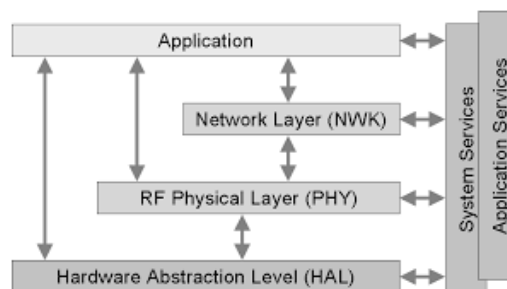 Application
Network Layer (NWK)
RF Physical Layer (PHY)
Hardware Abstraction Level (HAL)
System Services
Application Services